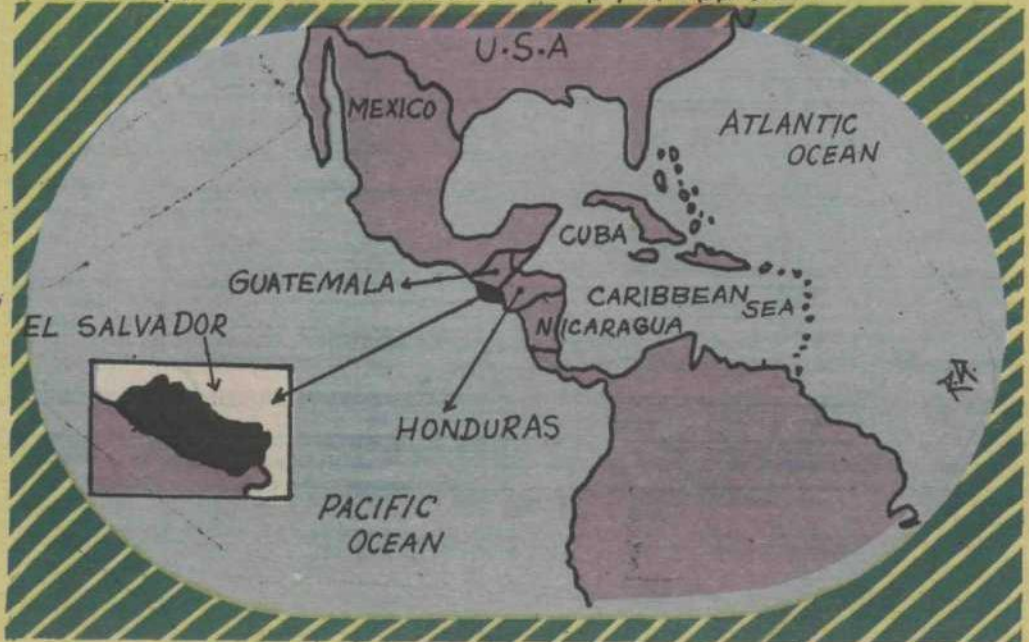 U.S.A
MEXICO
ATLANTIC
OCEAN
CUBA
GUATEMALA
CARIBBEAN SEA
NICARAGUA
EL SALVADOR
HONDURAS
PACIFIC
OCEAN